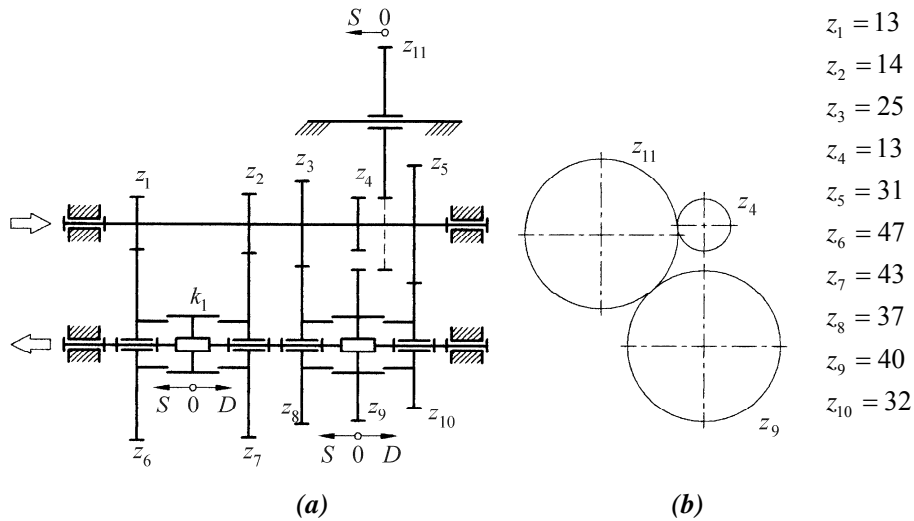 S 0
z₁₁
z₁
z₂
z₃
z₄
z₅
k₁
S 0 D
z₆
z₇
z₈
z₉
z₁₀
S 0 D
(a)
z₁₁
z₄
z₉
(b)
z₁ = 13
z₂ = 14
z₃ = 25
z₄ = 13
z₅ = 31
z₆ = 47
z₇ = 43
z₈ = 37
z₉ = 40
z₁₀ = 32